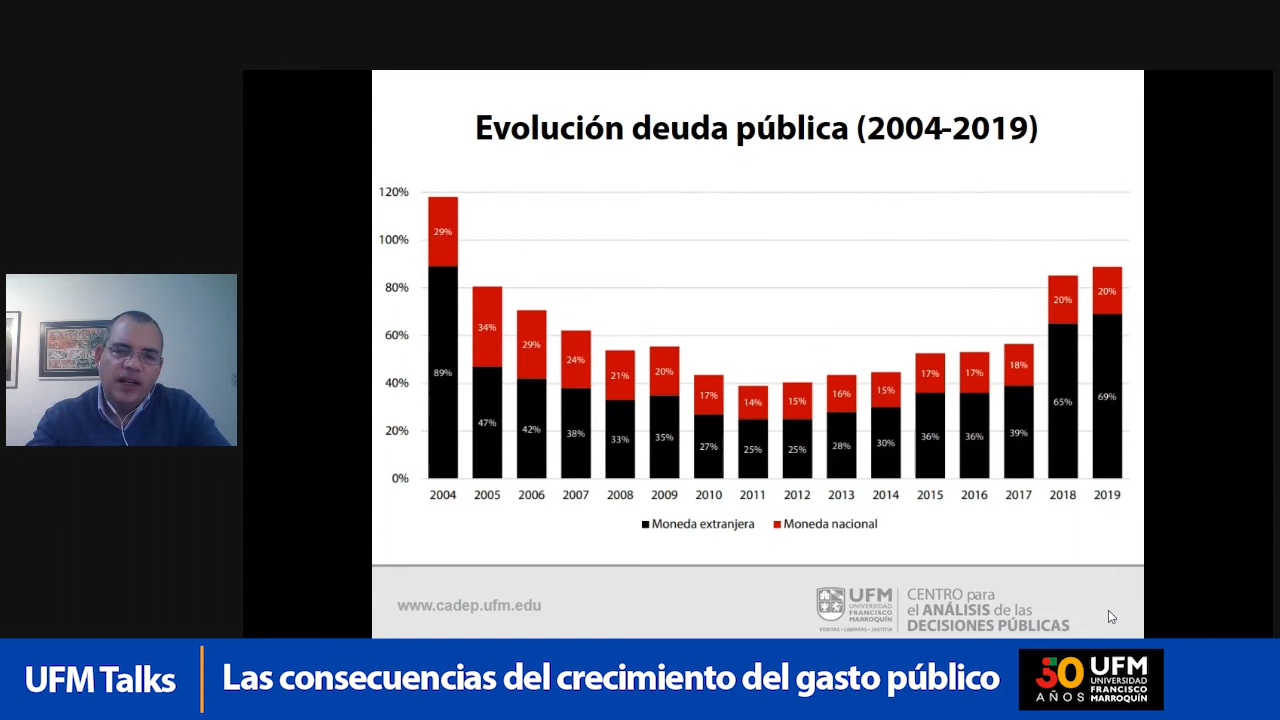 Evolución deuda pública (2004-2019)
120%
100%
80%
60%
40%
20%
0%
29% 34% 29% 24% 21% 20% 17% 14% 15% 16% 15% 17% 17% 18% 20% 20%
89% 47% 42% 38% 33% 35% 27% 25% 25% 28% 30% 36% 36% 39% 65% 69%
2004 2005 2006 2007 2008 2009 2010 2011 2012 2013 2014 2015 2016 2017 2018 2019
Moneda extranjera Moneda nacional
www.cadep.ufm.edu
UFM
UNIVERSIDAD
FRANCISCO
MARROQUÍN
VERITAS · LIBERTAS · JUSTITIA
CENTRO para
el ANÁLISIS de las
DECISIONES PÚBLICAS
UFM Talks
Las consecuencias del crecimiento del gasto público
50
AÑOS
UFM
UNIVERSIDAD
FRANCISCO
MARROQUÍN